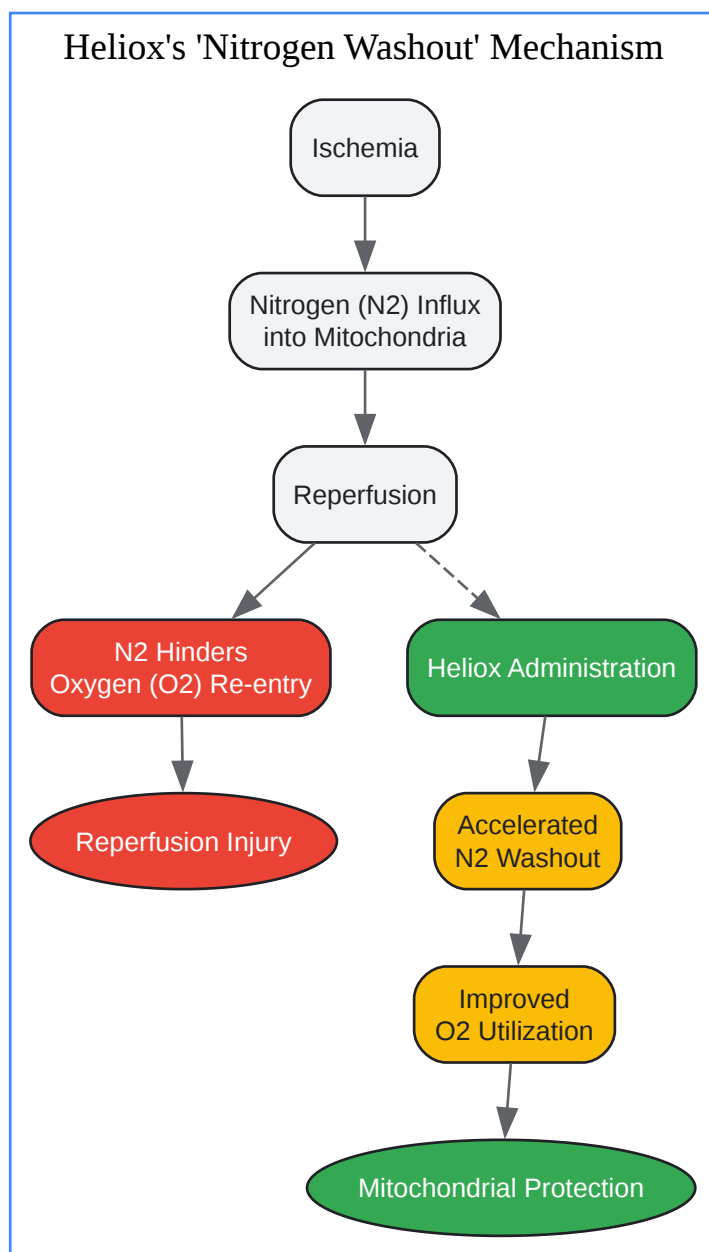 Heliox's 'Nitrogen Washout' Mechanism
Ischemia
Nitrogen (N2) Influx
into Mitochondria
Reperfusion
N2 Hinders
Oxygen (O2) Re-entry
Heliox Administration
Reperfusion Injury
Accelerated
N2 Washout
Improved
O2 Utilization
Mitochondrial Protection